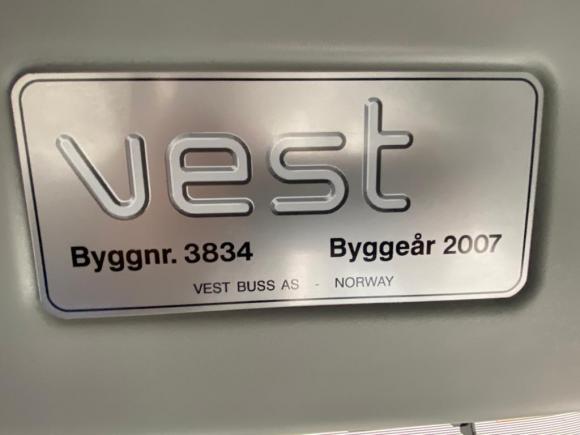 vest
Byggnr. 3834 Byggeår 2007
VEST BUSS AS - NORWAY